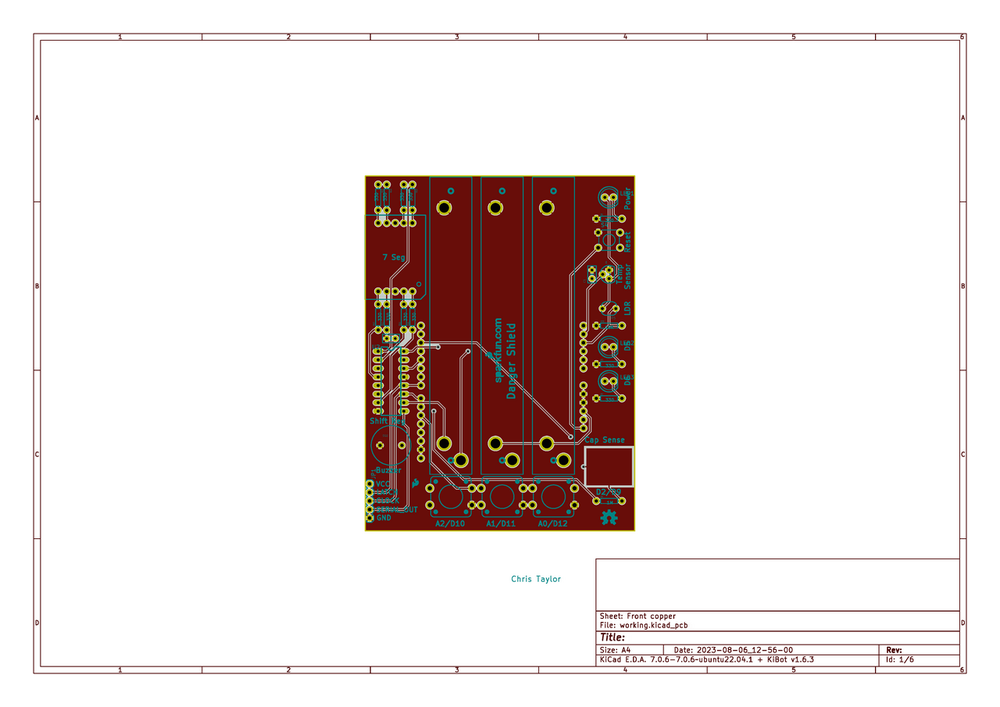 1 2 3 4 5 6
A A
B B
C C
D D
1 2 3 4 5 6
Power
Reset
7 Seg
Temp
Sensor
LDR
sparkfun.com
Danger Shield
D5
D6
Shift Reg
Cap Sense
Buzzer
VCC
GND
A2/D10
A1/D11
A0/D12
Chris Taylor
Sheet: Front copper
File: working.kicad_pcb
Title:
Size: A4
Date: 2023-08-06_12-56-00
Rev:
KiCad E.D.A. 7.0.6-7.0.6~ubuntu22.04.1 + KiBot v1.6.3
Id: 1/6